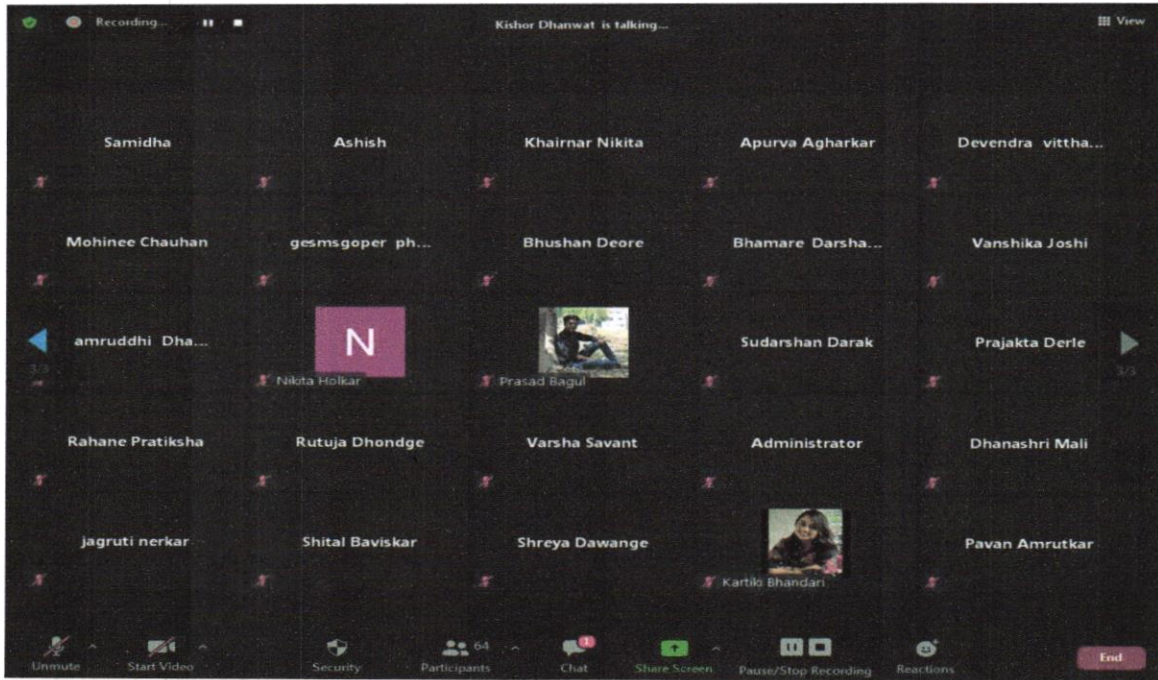 Recording... Kishor Dhanwat is talking... View
Samidha Ashish Khairnar Nikita Apurva Agharkar Devendra vittha...
Mohinee Chauhan gesmsgoper ph... Bhushan Deore Bhamare Darsha... Vanshika Joshi
amruddhi Dha... N Sudarshan Darak Prajakta Derle
3/3 3/3
Nikita Holkar Prasad Bagul
Rahane Pratiksha Rutuja Dhondge Varsha Savant Administrator Dhanashri Mali
jagruti nerkar Shital Baviskar Shreya Dawange Pavan Amrutkar
Kartiki Bhandari
64 1
Unmute Start Video Security Participants Chat Share Screen Pause/Stop Recording Reactions End